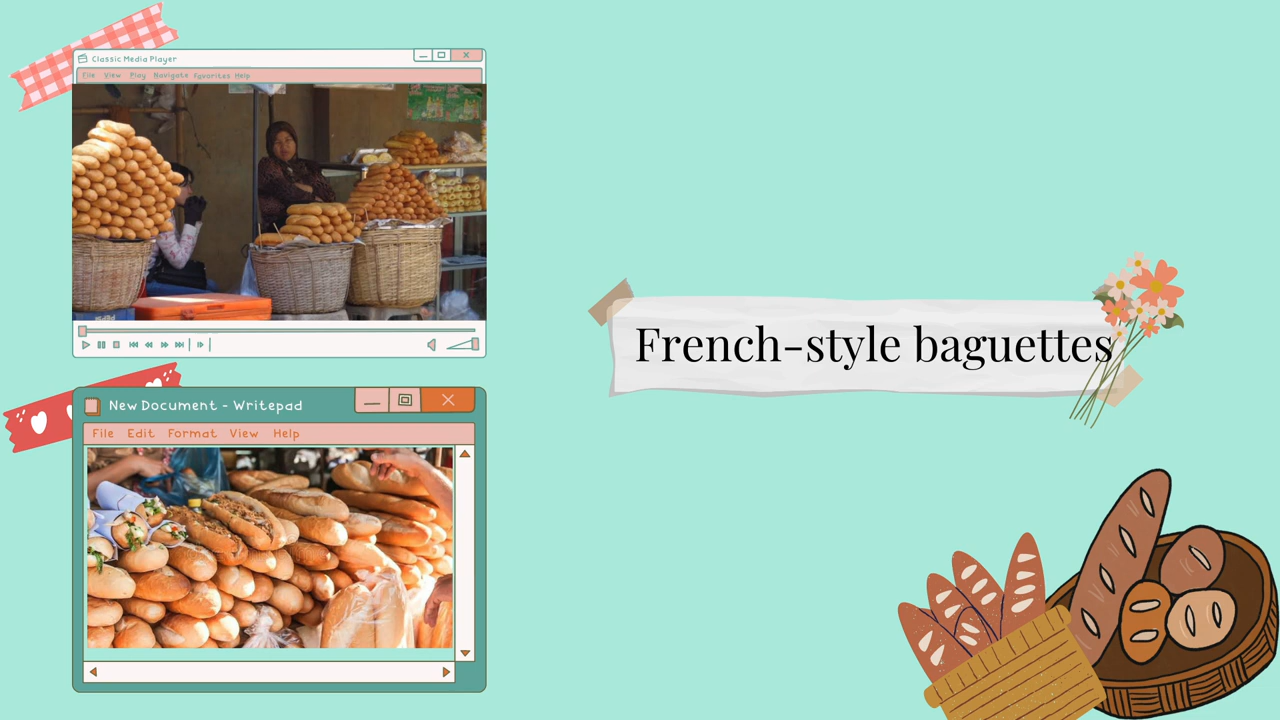 Classic Media Player
File View Play Navigate Favorites Help
New Document - Writepad
File Edit Format View Help
French-style baguettes